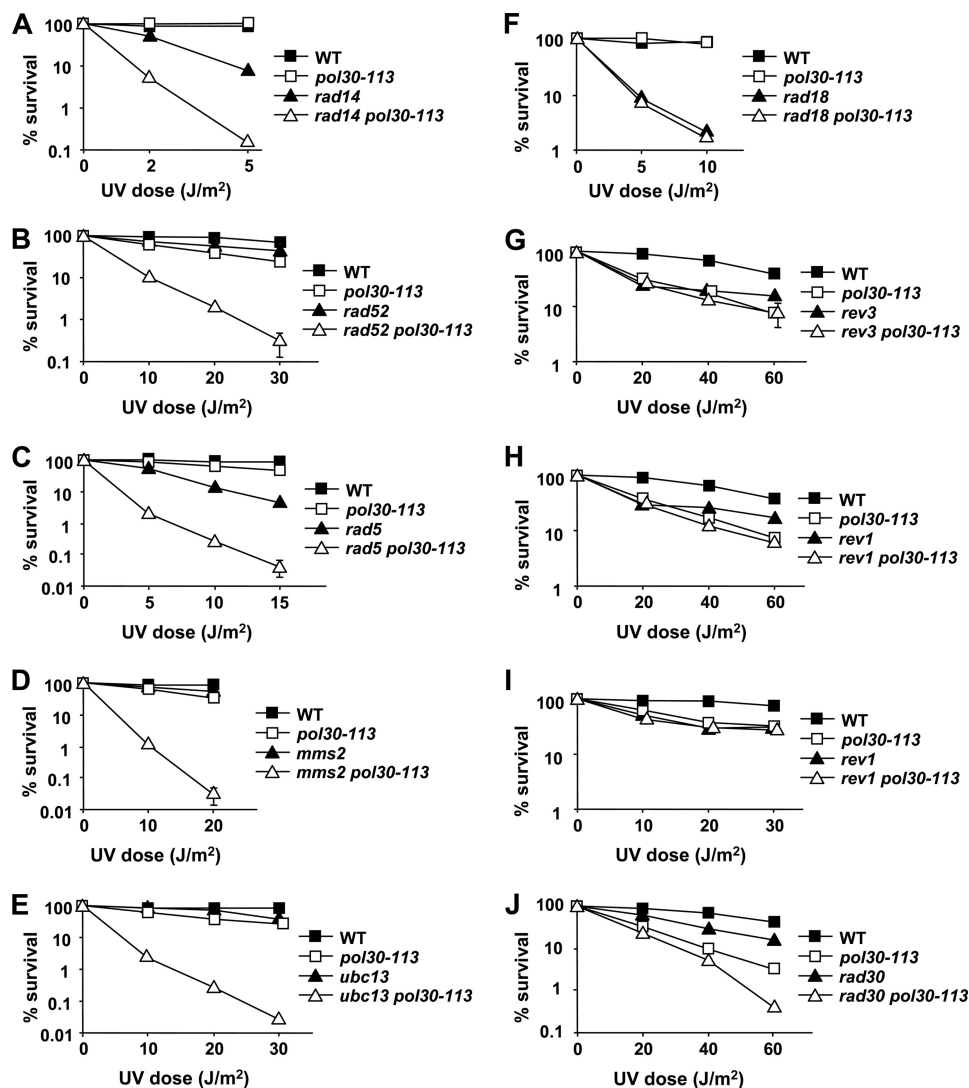 A
% survival
100
10
1
0.1
0
2
5
UV dose (J/m²)
WT
pol30-113
rad14
rad14 pol30-113
B
% survival
100
10
1
0.1
0
10
20
30
UV dose (J/m²)
WT
pol30-113
rad52
rad52 pol30-113
C
% survival
100
10
1
0.1
0.01
0
5
10
15
UV dose (J/m²)
WT
pol30-113
rad5
rad5 pol30-113
D
% survival
100
10
1
0.1
0.01
0
10
20
UV dose (J/m²)
WT
pol30-113
mms2
mms2 pol30-113
E
% survival
100
10
1
0.1
0.01
0
10
20
30
UV dose (J/m²)
WT
pol30-113
ubc13
ubc13 pol30-113
F
% survival
100
10
1
0
5
10
UV dose (J/m²)
WT
pol30-113
rad18
rad18 pol30-113
G
% survival
100
10
1
0
20
40
60
UV dose (J/m²)
WT
pol30-113
rev3
rev3 pol30-113
H
% survival
100
10
1
0
20
40
60
UV dose (J/m²)
WT
pol30-113
rev1
rev1 pol30-113
I
% survival
100
10
1
0
10
20
30
UV dose (J/m²)
WT
pol30-113
rev1
rev1 pol30-113
J
% survival
100
10
1
0.1
0
20
40
60
UV dose (J/m²)
WT
pol30-113
rad30
rad30 pol30-113